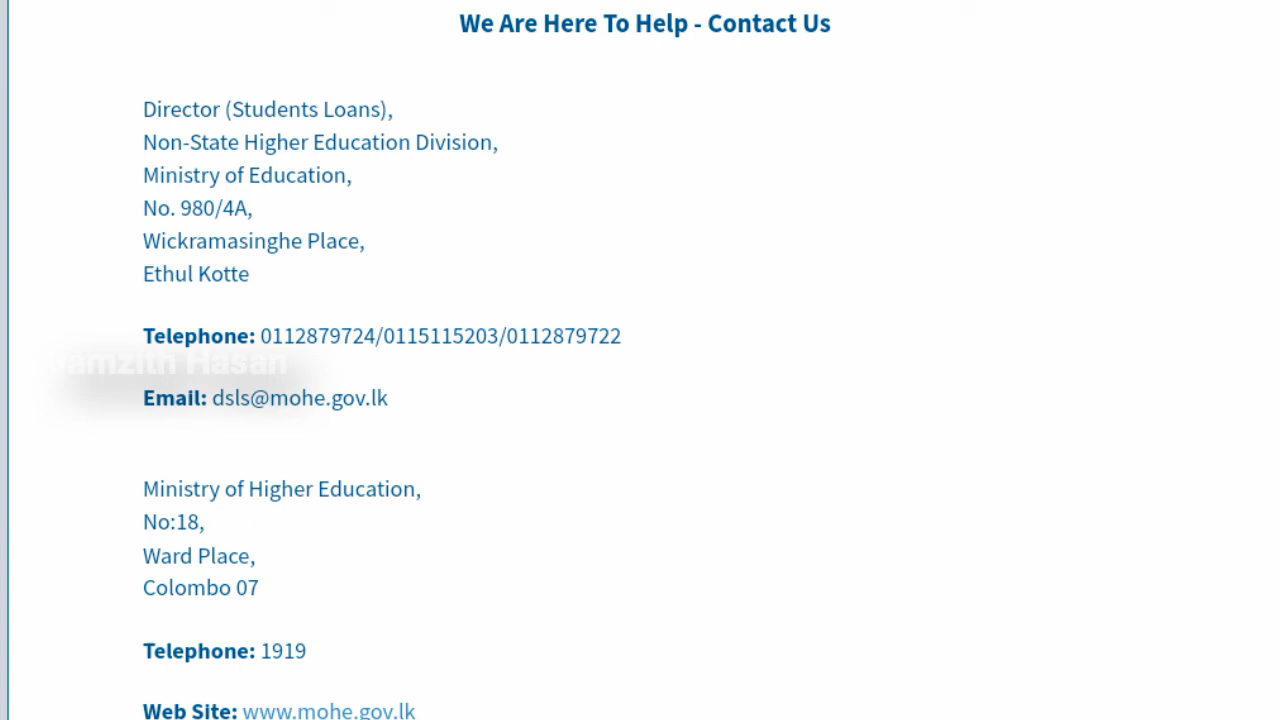 We Are Here To Help - Contact Us
Director (Students Loans),
Non-State Higher Education Division,
Ministry of Education,
No. 980/4A,
Wickramasinghe Place,
Ethul Kotte
Telephone: 0112879724/0115115203/0112879722
Hasan
Email: dsls@mohe.gov.lk
Ministry of Higher Education,
No:18,
Ward Place,
Colombo 07
Telephone: 1919
Web Site: www.mohe.gov.lk